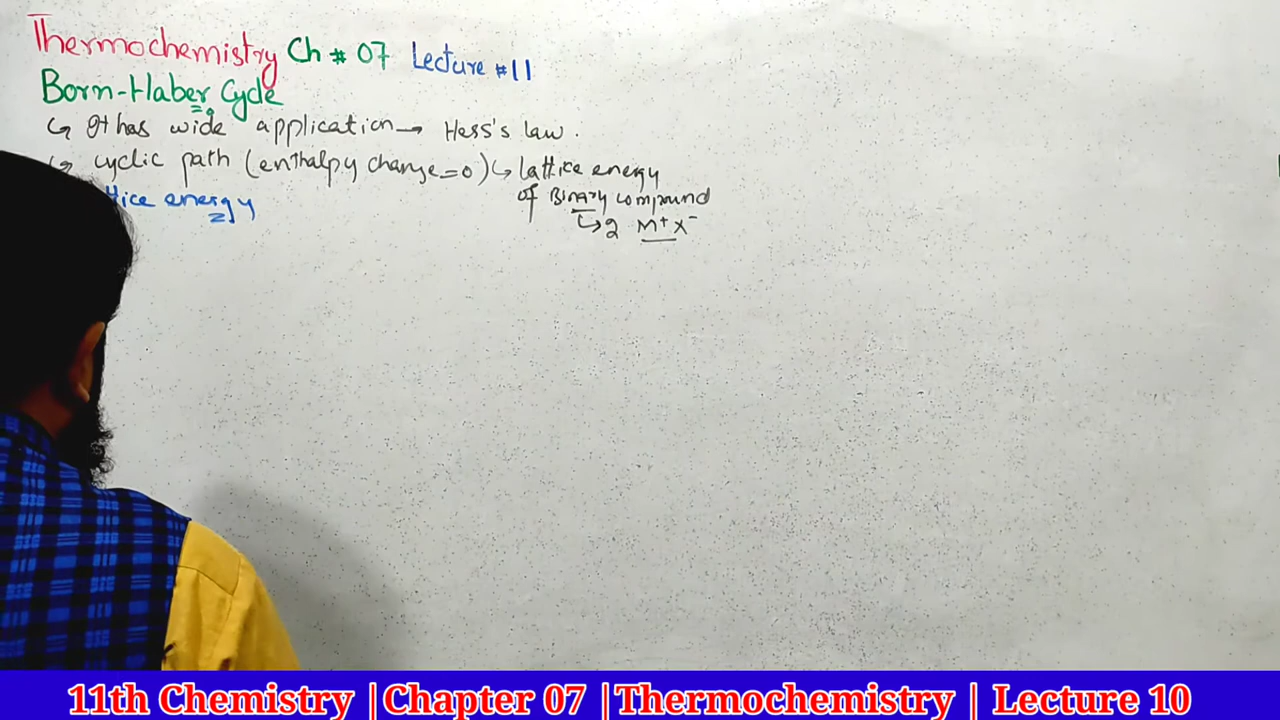 Thermochemistry Ch # 07 Lecture #11
Born-Haber Cycle
It has wide application → Hess's law.
cyclic path (enthalpy change = 0) ↪ lattice energy
of Binary compound
↪ 2 M⁺X⁻
ttice energy
11th Chemistry |Chapter 07 |Thermochemistry | Lecture 10